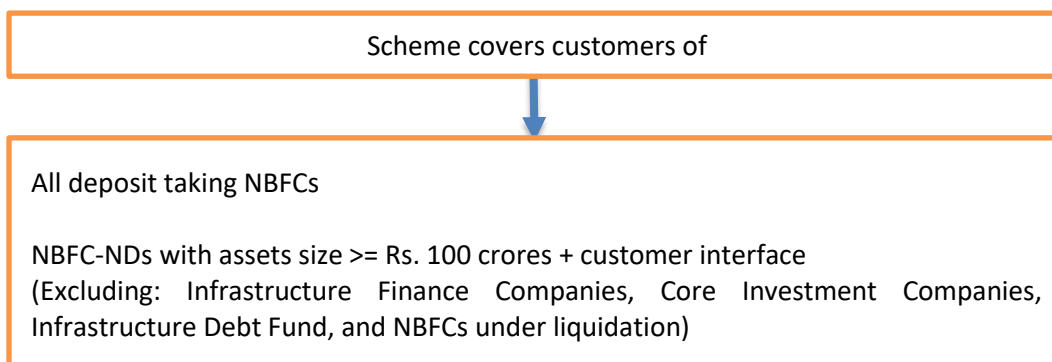 Scheme covers customers of
All deposit taking NBFCs
NBFC-NDs with assets size >= Rs. 100 crores + customer interface
(Excluding: Infrastructure Finance Companies, Core Investment Companies,
Infrastructure Debt Fund, and NBFCs under liquidation)